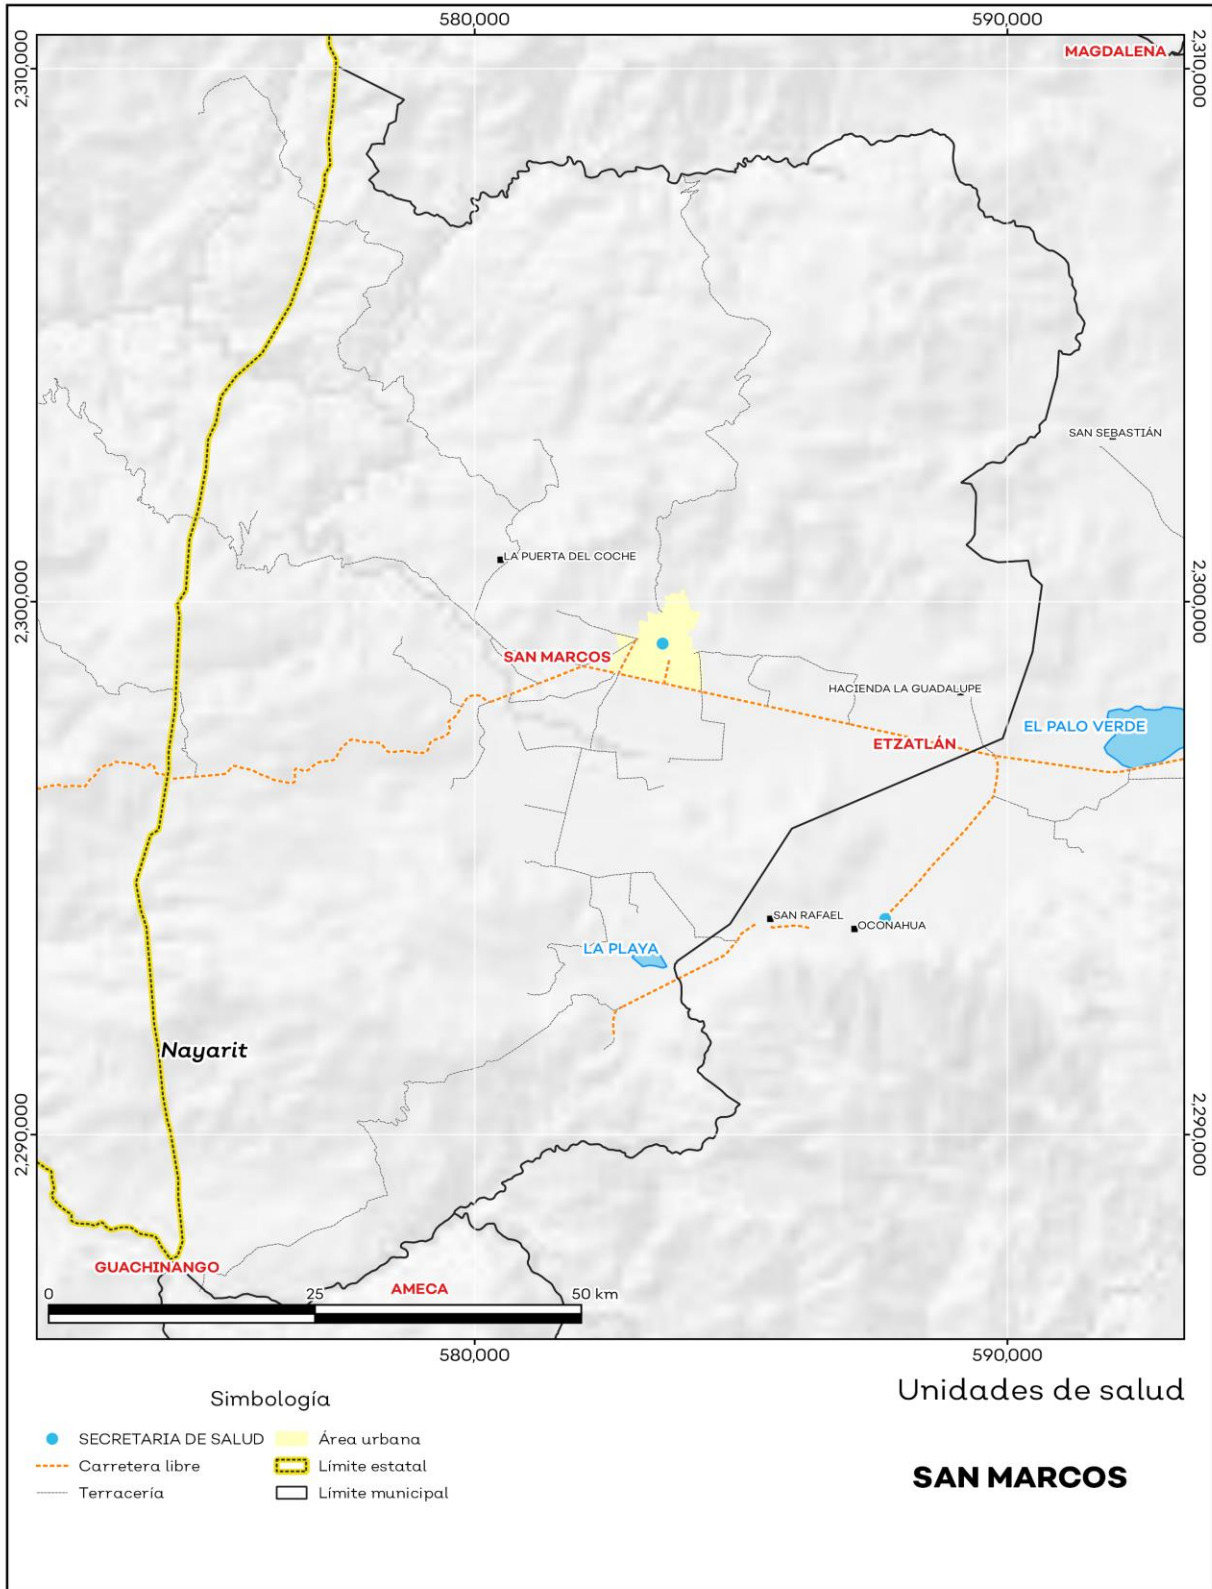 580,000
590,000
2,310,000
2,310,000
MAGDALENA
SAN SEBASTIÁN
LA PUERTA DEL COCHE
2,300,000
2,300,000
SAN MARCOS
HACIENDA LA GUADALUPE
EL PALO VERDE
ETZATLÁN
SAN RAFAEL
OCONAHUA
LA PLAYA
Nayarit
2,290,000
2,290,000
GUACHINANGO
AMECA
0
25
50 km
580,000
590,000
Unidades de salud
Simbología
SECRETARIA DE SALUD
Área urbana
Carretera libre
Límite estatal
Terracería
Límite municipal
SAN MARCOS